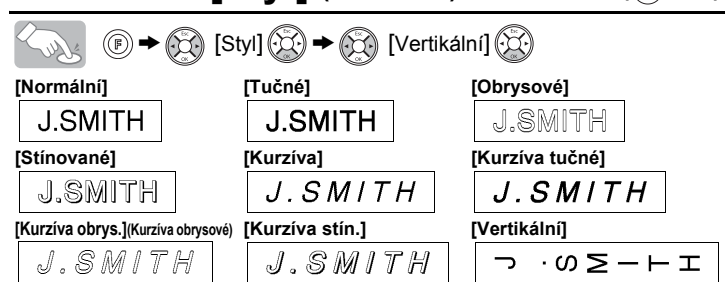 F [Styl] [Vertikální]
[Normální] [Tučné] [Obrysové]
J.SMITH J.SMITH J.SMITH
[Stínované] [Kurzíva] [Kurzíva tučné]
J.SMITH J.SMITH J.SMITH
[Kurzíva obrys.](Kurzíva obrysové) [Kurzíva stín.] [Vertikální]
J.SMITH J.SMITH J.SMITH